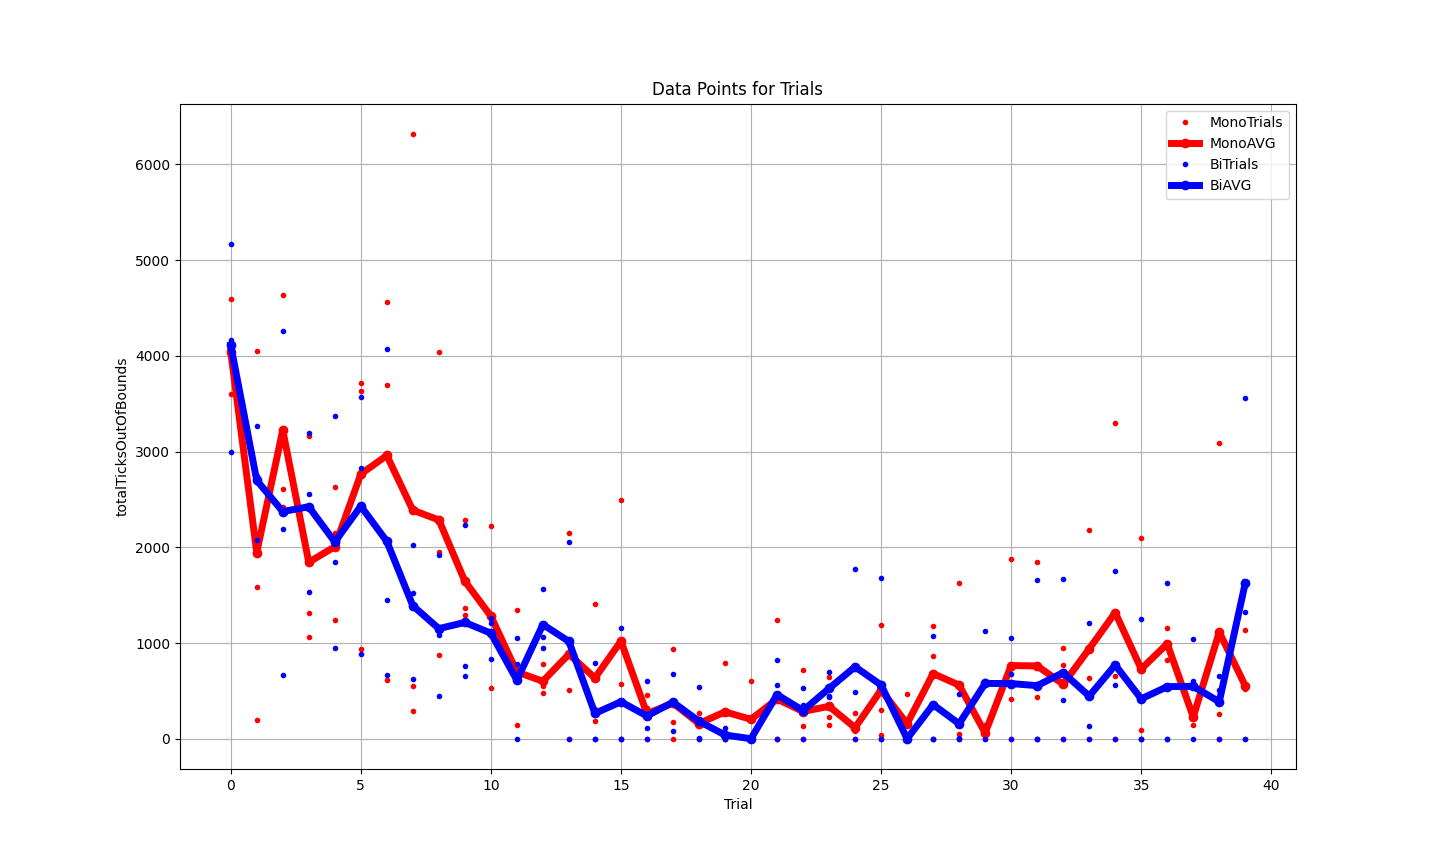 Data Points for Trials
MonoTrials
MonoAVG
BiTrials
BiAVG
6000
5000
4000
3000
2000
1000
0
totalTicksOutOfBounds
0 5 10 15 20 25 30 35 40
Trial